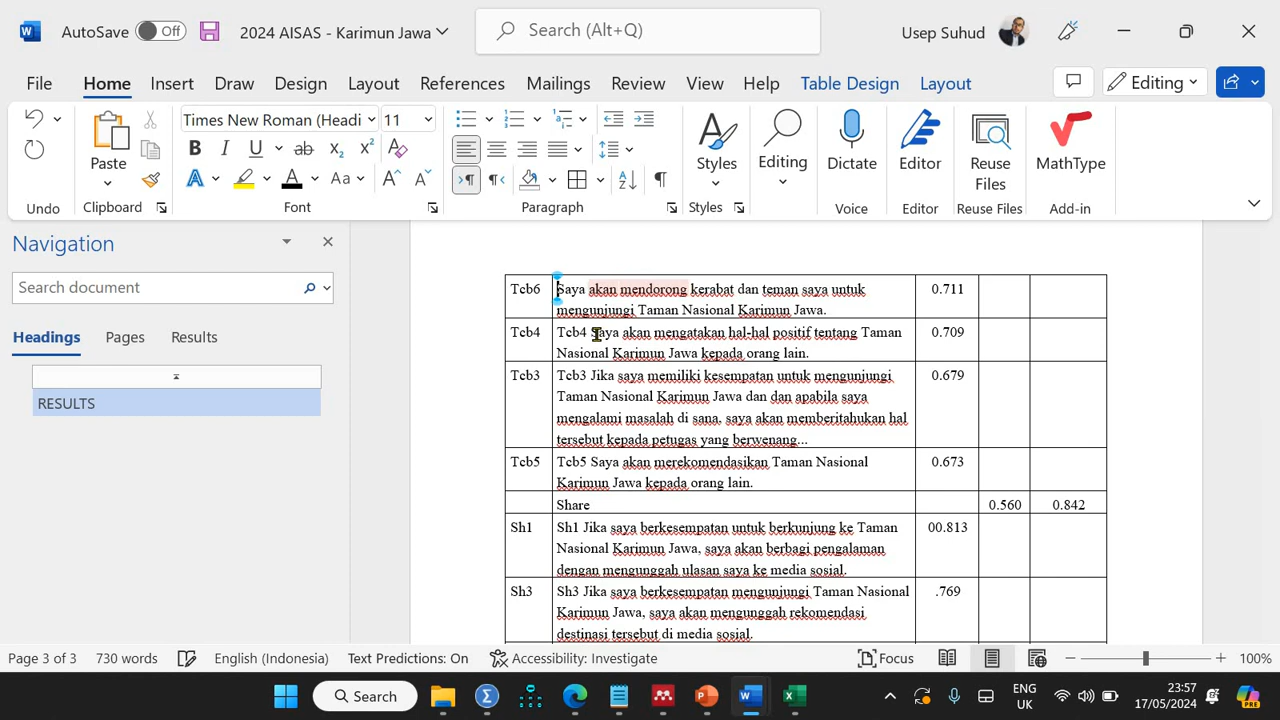 AutoSave Off 2024 AISAS - Karimun Jawa Search (Alt+Q) Usep Suhud
File Home Insert Draw Design Layout References Mailings Review View Help Table Design Layout Editing
Times New Roman (Headi 11
Paste Styles Editing Dictate Editor Reuse Files MathType
Undo Clipboard Font Paragraph Styles Voice Editor Reuse Files Add-in
Navigation
Search document
Headings Pages Results
RESULTS
Tcb6 Saya akan mendorong kerabat dan teman saya untuk 0.711
mengunjungi Taman Nasional Karimun Jawa.
Tcb4 Tcb4 Saya akan mengatakan hal-hal positif tentang Taman 0.709
Nasional Karimun Jawa kepada orang lain.
Tcb3 Tcb3 Jika saya memiliki kesempatan untuk mengunjungi 0.679
Taman Nasional Karimun Jawa dan dan apabila saya
mengalami masalah di sana, saya akan memberitahukan hal
tersebut kepada petugas yang berwenang...
Tcb5 Tcb5 Saya akan merekomendasikan Taman Nasional 0.673
Karimun Jawa kepada orang lain.
Share 0.560 0.842
Sh1 Sh1 Jika saya berkesempatan untuk berkunjung ke Taman 00.813
Nasional Karimun Jawa, saya akan berbagi pengalaman
dengan mengunggah ulasan saya ke media sosial.
Sh3 Sh3 Jika saya berkesempatan mengunjungi Taman Nasional .769
Karimun Jawa, saya akan mengunggah rekomendasi
destinasi tersebut di media sosial.
Page 3 of 3 730 words English (Indonesia) Text Predictions: On Accessibility: Investigate Focus 100%
Search ENG 23:57
UK 17/05/2024